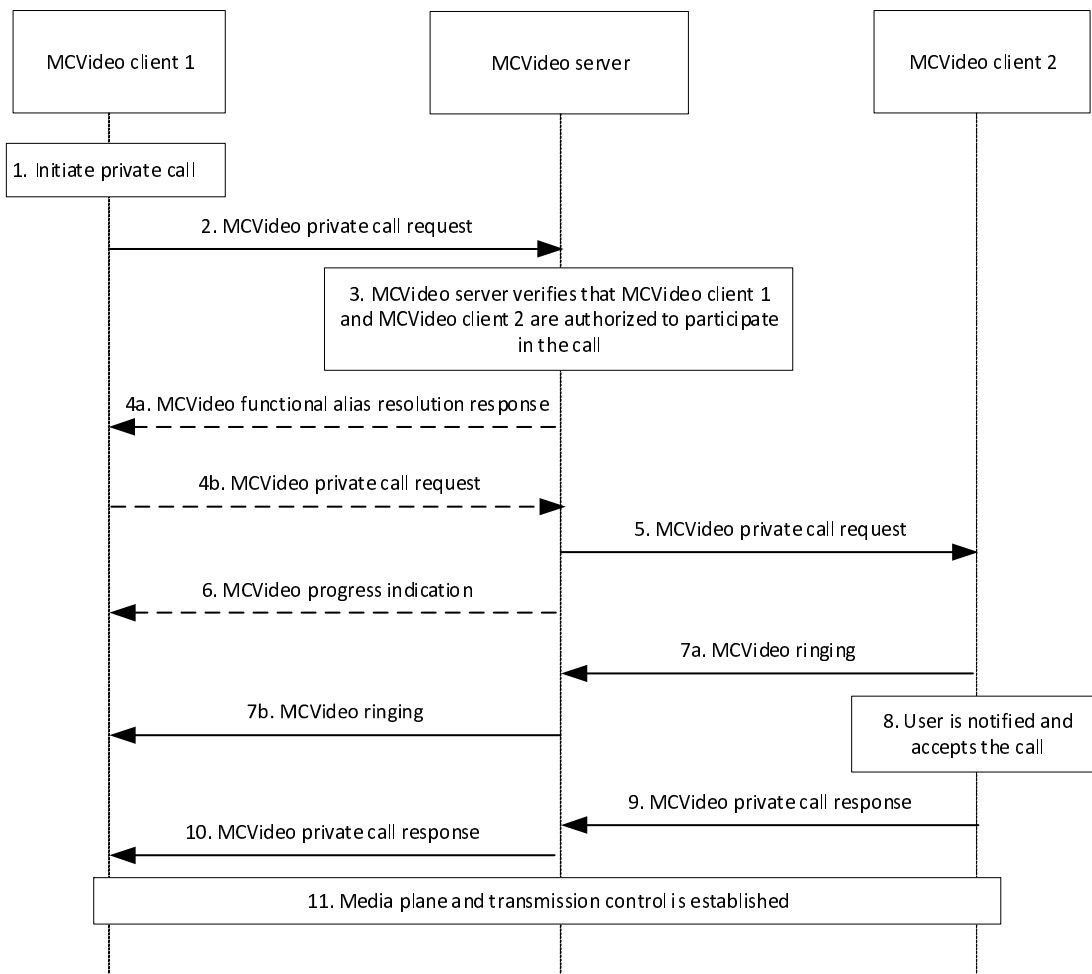 MCVideo client 1
MCVideo server
MCVideo client 2
1. Initiate private call
2. MCVideo private call request
3. MCVideo server verifies that MCVideo client 1
and MCVideo client 2 are authorized to participate
in the call
4a. MCVideo functional alias resolution response
4b. MCVideo private call request
5. MCVideo private call request
6. MCVideo progress indication
7a. MCVideo ringing
7b. MCVideo ringing
8. User is notified and
accepts the call
9. MCVideo private call response
10. MCVideo private call response
11. Media plane and transmission control is established